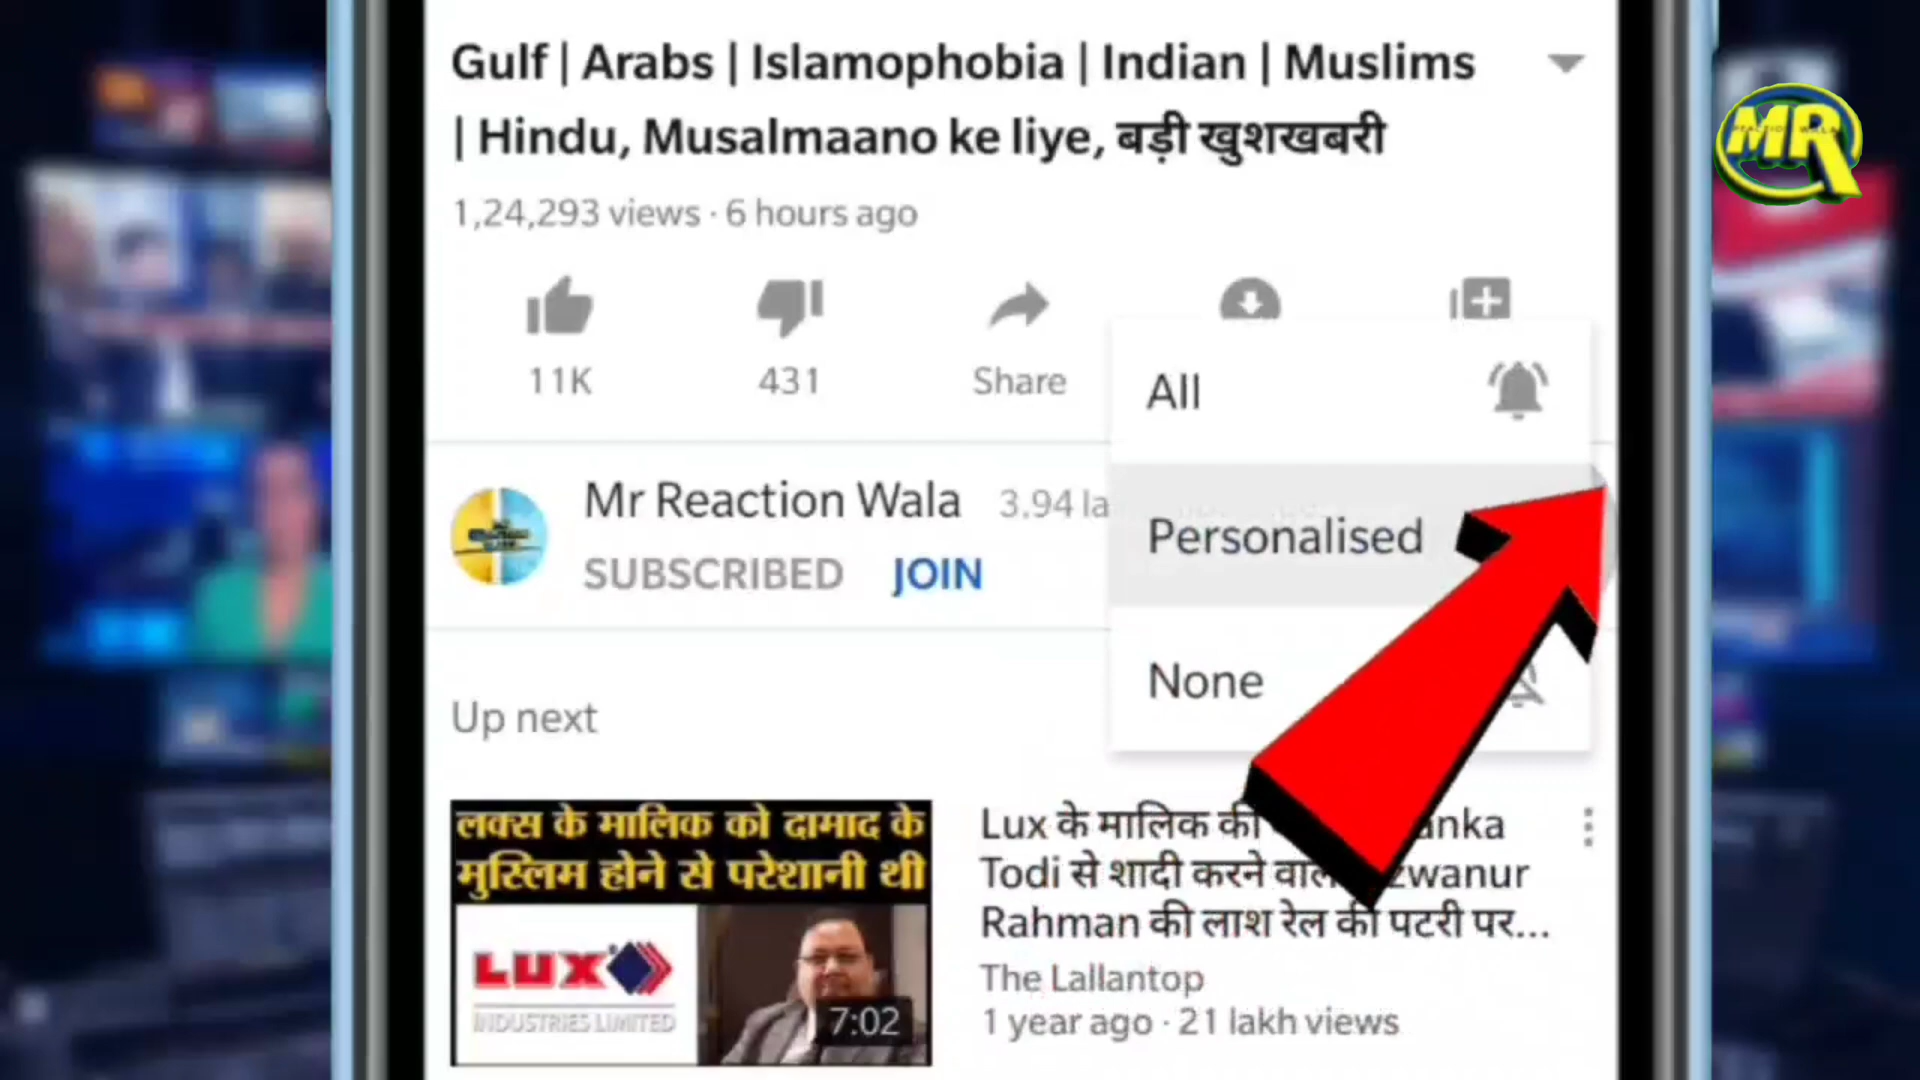 Gulf | Arabs | Islamophobia | Indian | Muslims
| Hindu, Musalmaano ke liye, बड़ी खुशखबरी
1,24,293 views · 6 hours ago
11K
431
Share
All
Personalised
None
Mr Reaction Wala 3.94 la
SUBSCRIBED JOIN
Up next
लक्स के मालिक को दामाद के
मुस्लिम होने से परेशानी थी
LUX
INDUSTRIES LIMITED
7:02
Lux के मालिक की anka
Todi से शादी करने वाल zwanur
Rahman की लाश रेल की पटरी पर...
The Lallantop
1 year ago · 21 lakh views
MR
REACTION WALA